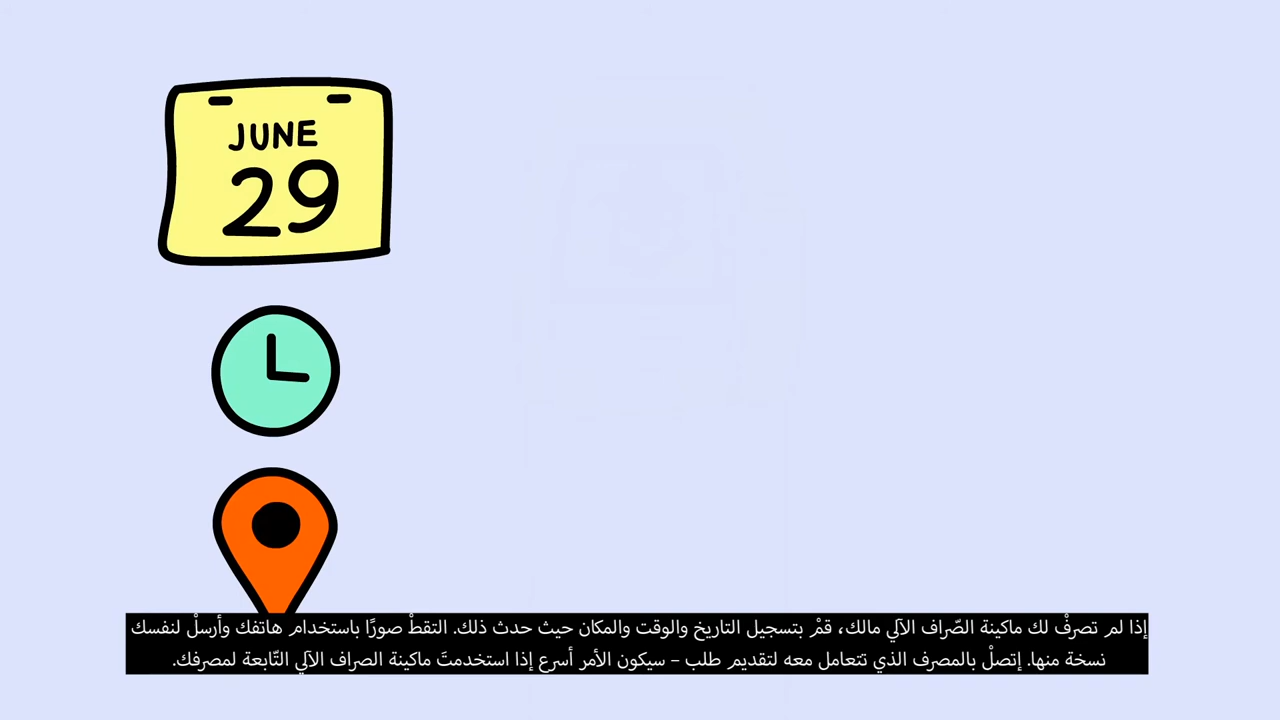 JUNE
29
إذا لم تصرفْ لك ماكينة الصّراف الآلي مالك، قمْ بتسجيل التاريخ والوقت والمكان حيث حدث ذلك. التقطْ صورًا باستخدام هاتفك وأرسلْ لنفسك
نسخة منها. إتصلْ بالمصرف الذي تتعامل معه لتقديم طلب – سيكون الأمر أسرع إذا استخدمتَ ماكينة الصراف الآلي التّابعة لمصرفك.